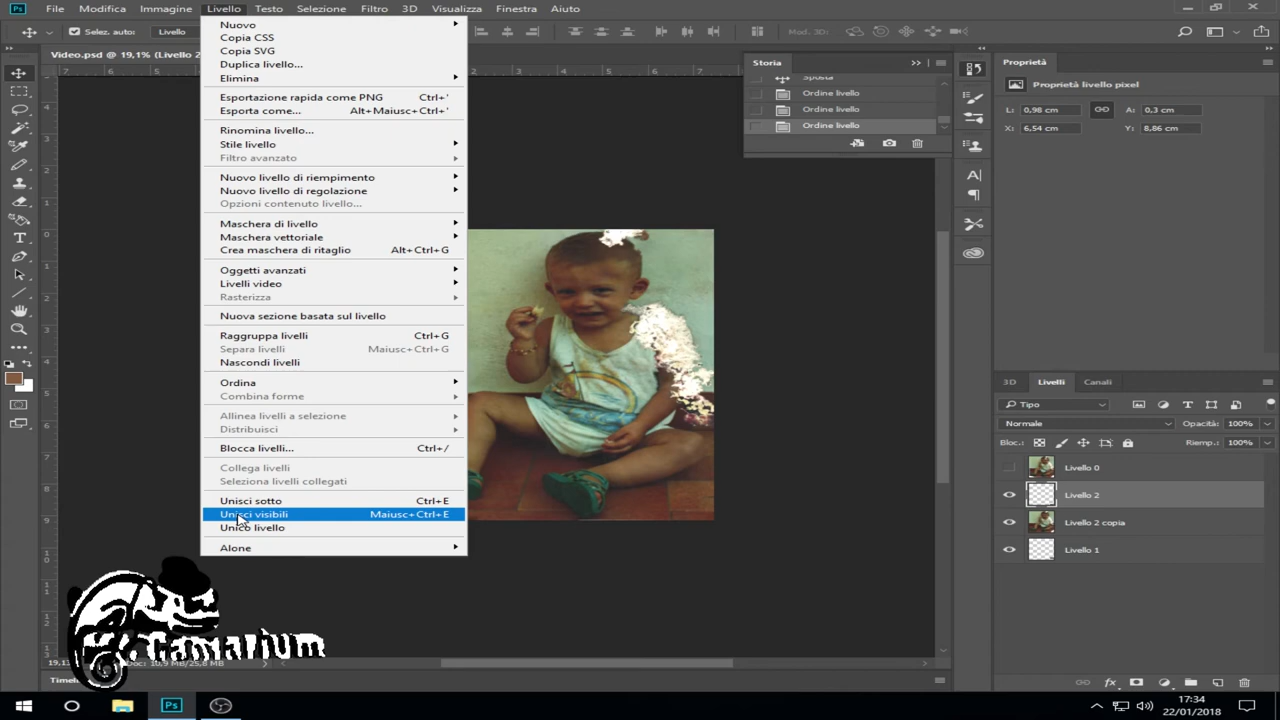 File Modifica Immagine Livello Testo Selezione Filtro 3D Visualizza Finestra Aiuto
Selez. auto: Livello
Mod. 3D:
Video.psd @ 19,1% (Livello 2
Nuovo
Copia CSS
Copia SVG
Duplica livello...
Elimina
Esportazione rapida come PNG Ctrl+'
Esporta come... Alt+Maiusc+Ctrl+'
Rinomina livello...
Stile livello
Filtro avanzato
Nuovo livello di riempimento
Nuovo livello di regolazione
Opzioni contenuto livello...
Maschera di livello
Maschera vettoriale
Crea maschera di ritaglio Alt+Ctrl+G
Oggetti avanzati
Livelli video
Rasterizza
Nuova sezione basata sul livello
Raggruppa livelli Ctrl+G
Separa livelli Maiusc+Ctrl+G
Nascondi livelli
Ordina
Combina forme
Allinea livelli a selezione
Distribuisci
Blocca livelli... Ctrl+/
Collega livelli
Seleziona livelli collegati
Unisci sotto Ctrl+E
Unisci visibili Maiusc+Ctrl+E
Unico livello
Alone
Storia
Sposta
Ordine livello
Ordine livello
Ordine livello
Proprietà
Proprietà livello pixel
L: 0,98 cm A: 0,3 cm
X: 6,54 cm Y: 8,86 cm
3D Livelli Canali
Tipo
Normale Opacità: 100%
Bloc.: Riemp.: 100%
Livello 0
Livello 2
Livello 2 copia
Livello 1
Camarium
Doc: 10,9 MB/25,8 MB
17:34
22/01/2018